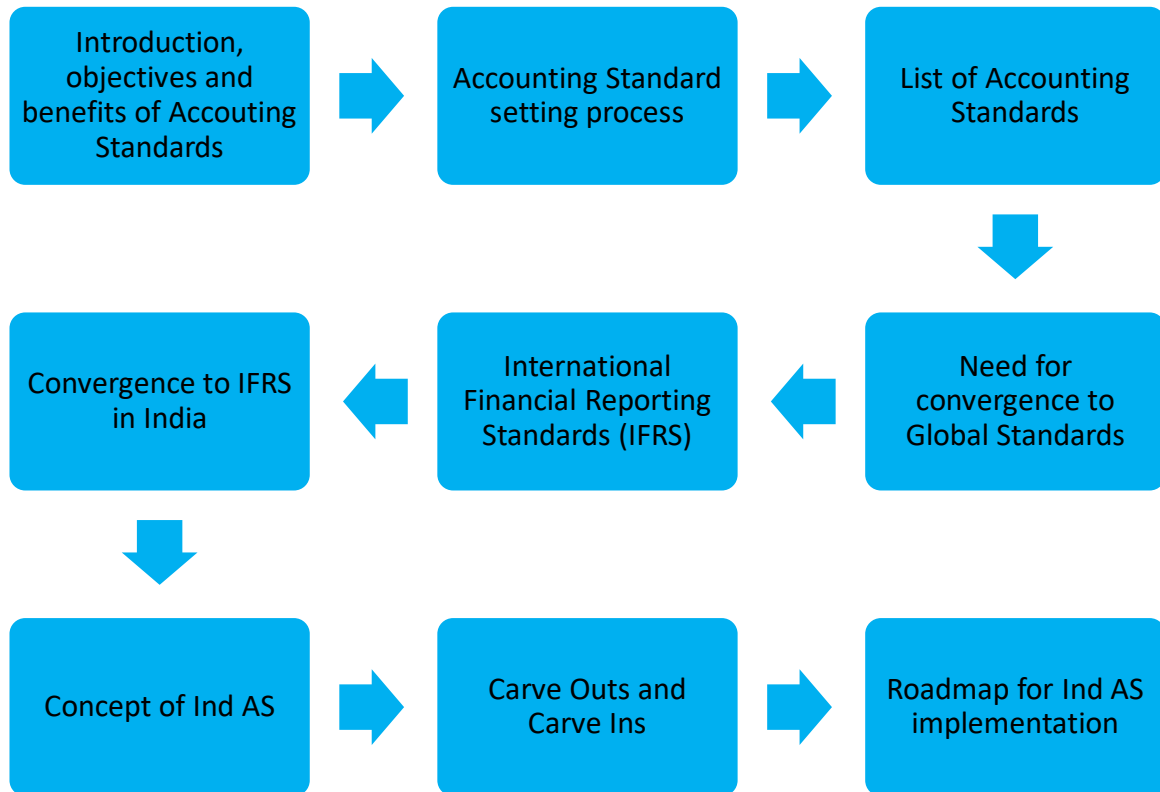 Introduction,
objectives and
benefits of Accouting
Standards
Accounting Standard
setting process
List of Accounting
Standards
Need for
convergence to
Global Standards
International
Financial Reporting
Standards (IFRS)
Convergence to IFRS
in India
Concept of Ind AS
Carve Outs and
Carve Ins
Roadmap for Ind AS
implementation